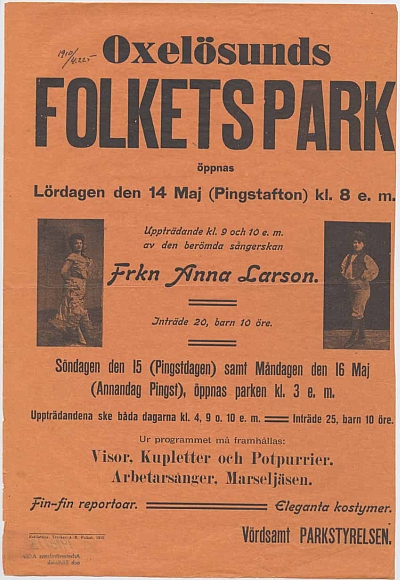 1910/
Oxelösunds
FOLKETS PARK
öppnas
Lördagen den 14 Maj (Pingstafton) kl. 8 e. m.
Uppträdande kl. 9 och 10 e. m.
av den berömda sångerskan
Frkn Anna Larson.
Inträde 20, barn 10 öre.
Söndagen den 15 (Pingstdagen) samt Måndagen den 16 Maj
(Annandag Pingst), öppnas parken kl. 3 e. m.
Uppträdandena ske båda dagarna kl. 4, 9 o. 10 e. m. Inträde 25, barn 10 öre.
Ur programmet må framhållas:
Visor, Kupletter och Potpurrier.
Arbetarsånger, Marseljäsen.
Fin-fin reportoar. Eleganta kostymer.
Vördsamt PARKSTYRELSEN.